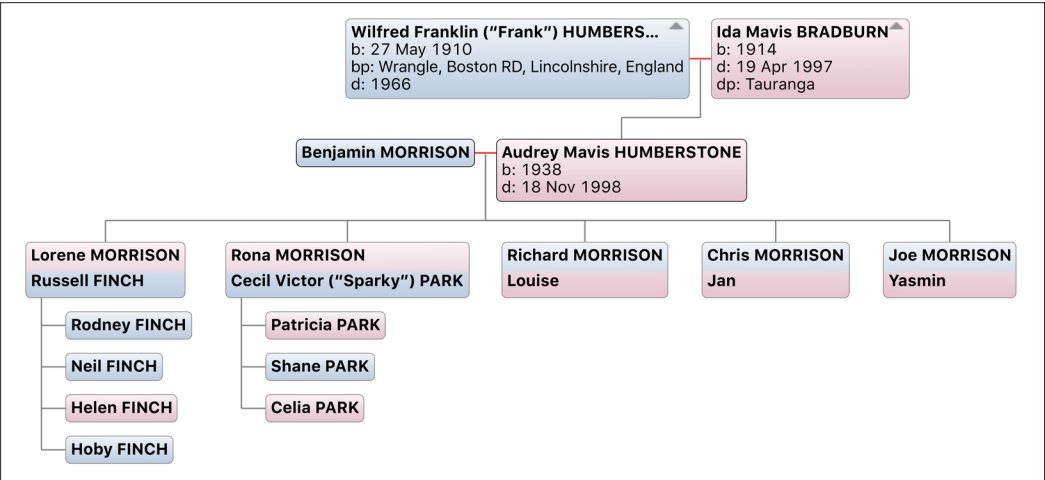 Wilfred Franklin (“Frank”) HUMBERS...
b: 27 May 1910
bp: Wrangle, Boston RD, Lincolnshire, England
d: 1966
Ida Mavis BRADBURN
b: 1914
d: 19 Apr 1997
dp: Tauranga
Benjamin MORRISON
Audrey Mavis HUMBERSTONE
b: 1938
d: 18 Nov 1998
Lorene MORRISON
Russell FINCH
Rona MORRISON
Cecil Victor (“Sparky”) PARK
Richard MORRISON
Louise
Chris MORRISON
Jan
Joe MORRISON
Yasmin
Rodney FINCH
Neil FINCH
Helen FINCH
Hoby FINCH
Patricia PARK
Shane PARK
Celia PARK